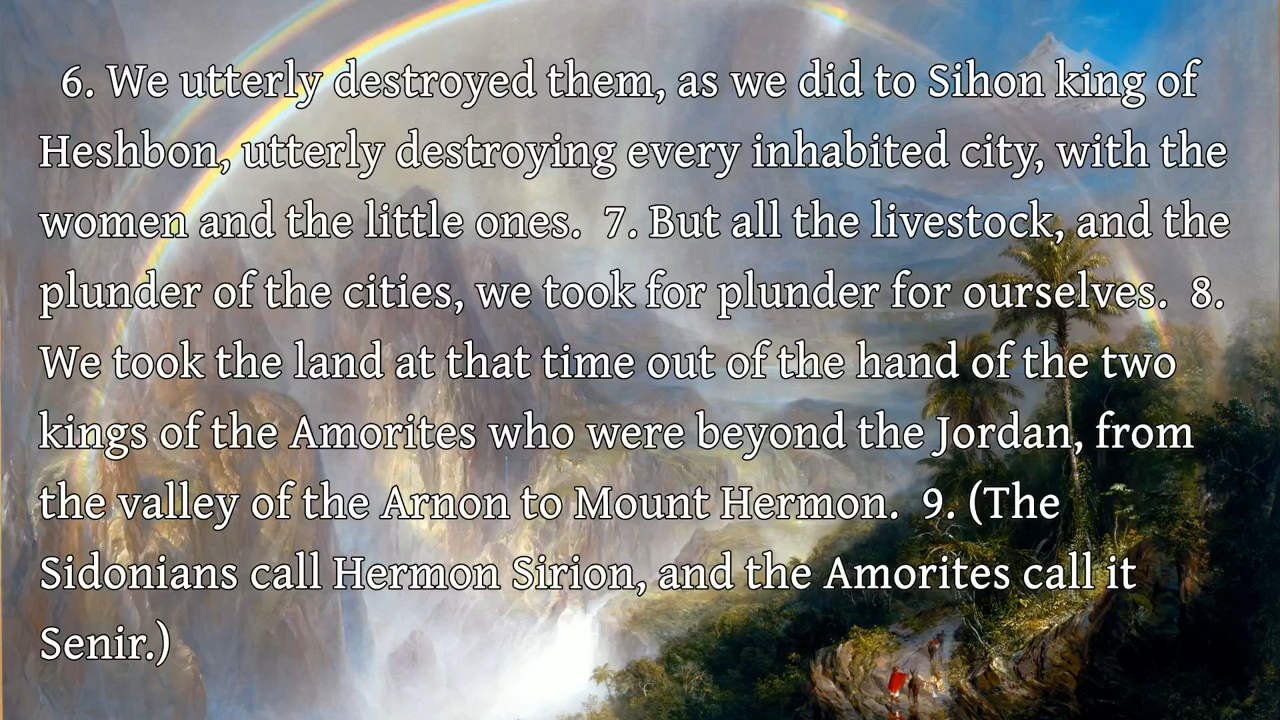 6. We utterly destroyed them, as we did to Sihon king of
Heshbon, utterly destroying every inhabited city, with the
women and the little ones.  7. But all the livestock, and the
plunder of the cities, we took for plunder for ourselves.  8.
We took the land at that time out of the hand of the two
kings of the Amorites who were beyond the Jordan, from
the valley of the Arnon to Mount Hermon.  9. (The
Sidonians call Hermon Sirion, and the Amorites call it
Senir.)